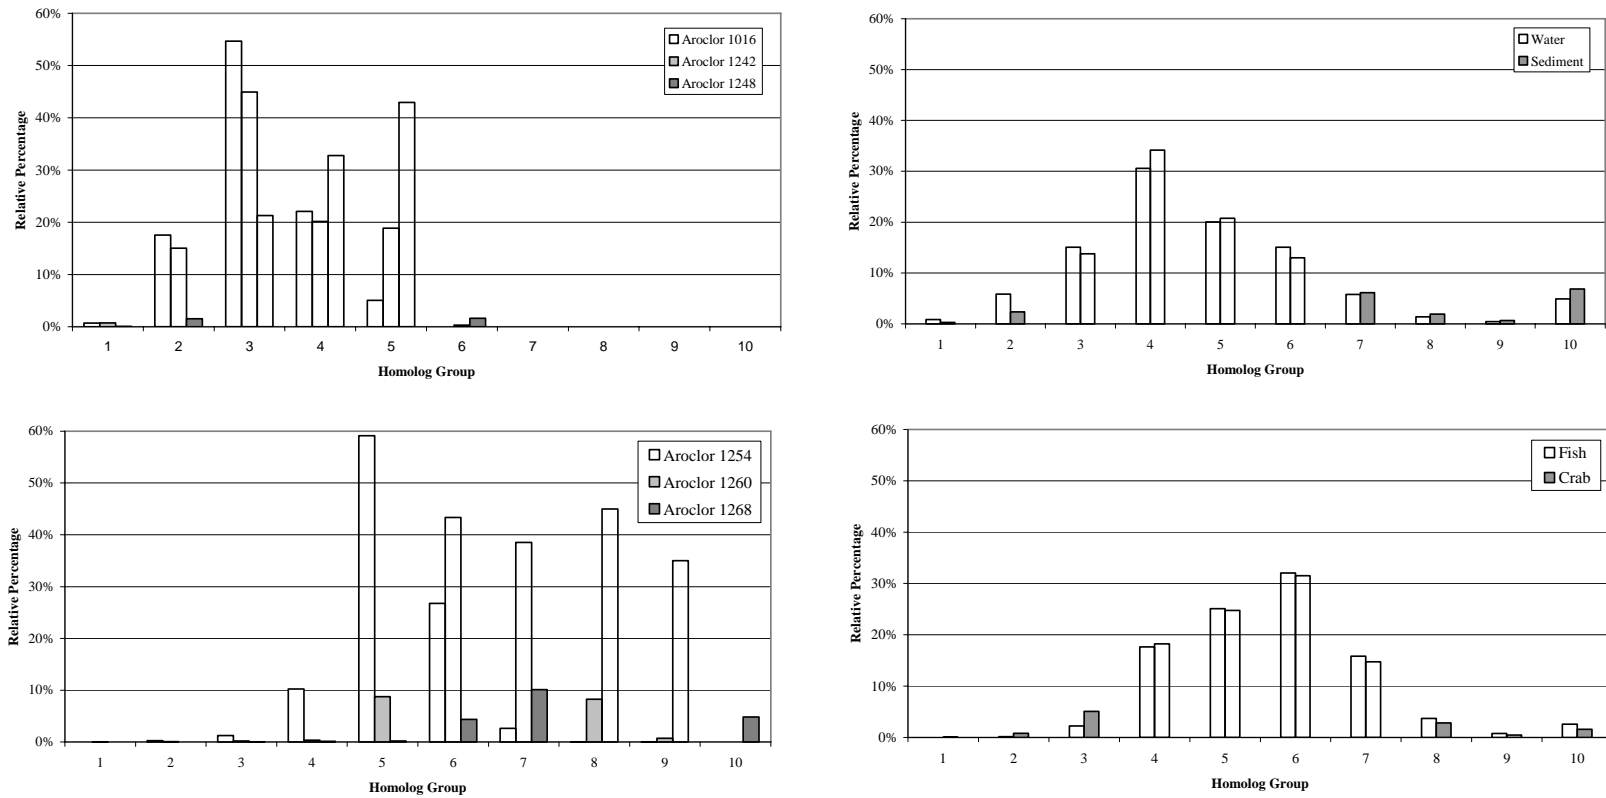 60%
50%
40%
30%
20%
10%
0%
Relative Percentage
Aroclor 1016
Aroclor 1242
Aroclor 1248
1 2 3 4 5 6 7 8 9 10
Homolog Group
60%
50%
40%
30%
20%
10%
0%
Relative Percentage
Water
Sediment
1 2 3 4 5 6 7 8 9 10
Homolog Group
60%
50%
40%
30%
20%
10%
0%
Relative Percentage
Aroclor 1254
Aroclor 1260
Aroclor 1268
1 2 3 4 5 6 7 8 9 10
Homolog Group
60%
50%
40%
30%
20%
10%
0%
Relative Percentage
Fish
Crab
1 2 3 4 5 6 7 8 9 10
Homolog Group